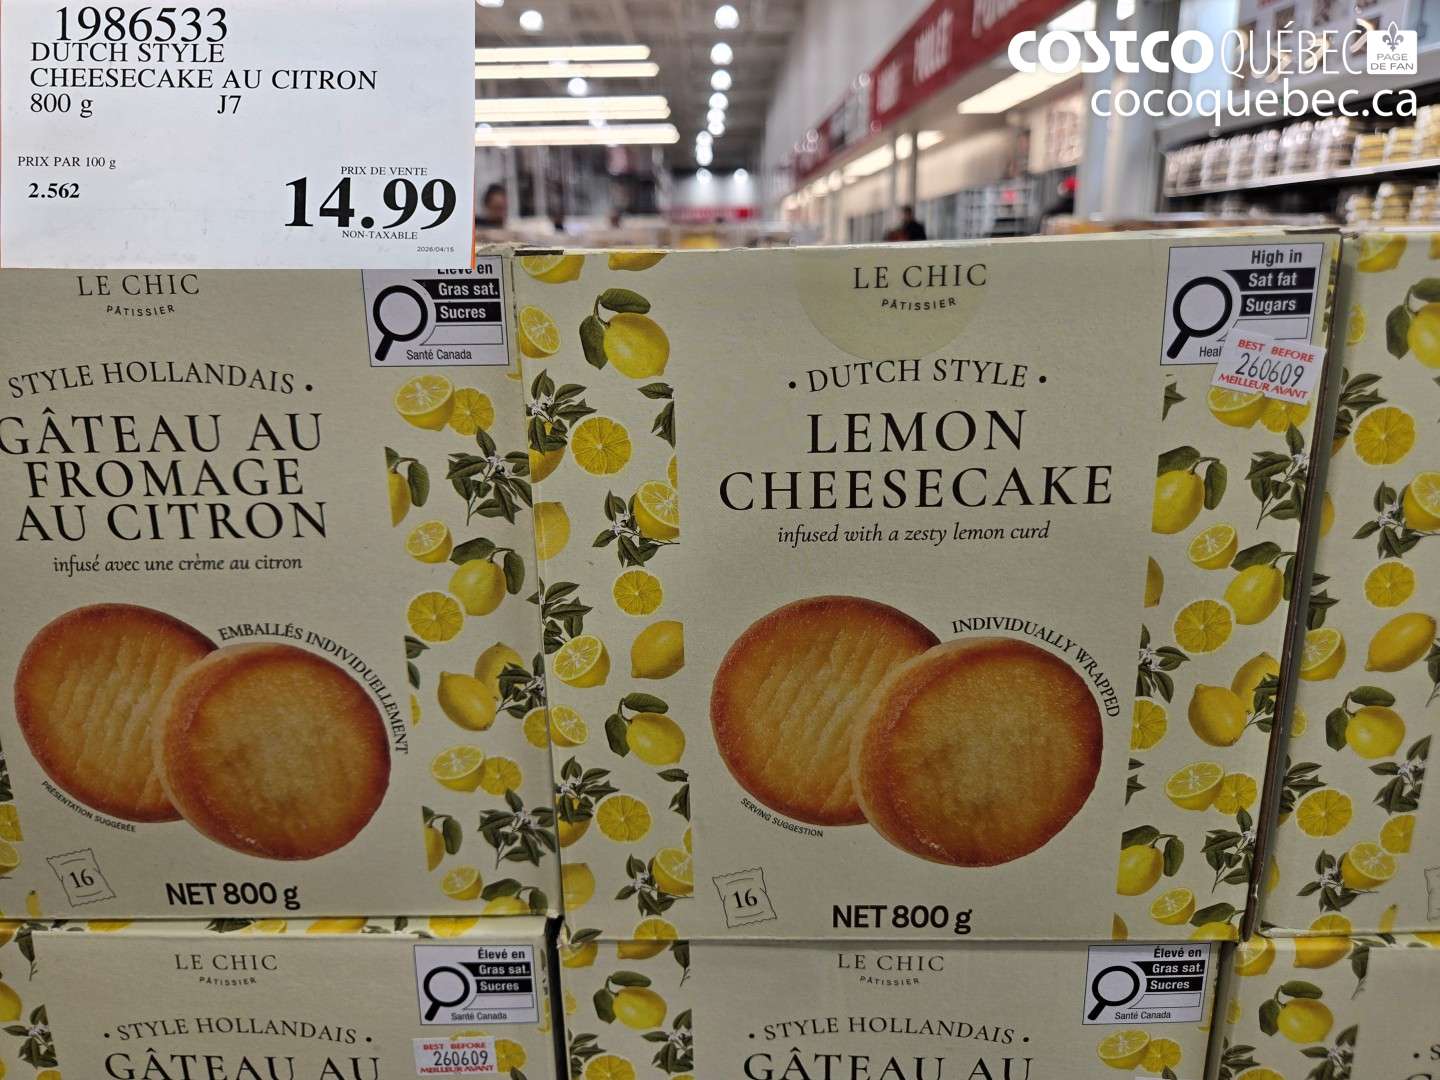 1986533
DUTCH STYLE
CHEESECAKE AU CITRON
800 g J7
PRIX PAR 100 g
2.562
PRIX DE VENTE
14.99
NON-TAXABLE
2026/04/15
COSTCO QUÉBEC
PAGE
DE FAN
cocoquebec.ca
LE CHIC
PÂTISSIER
Élevé en
Gras sat.
Sucres
Santé Canada
STYLE HOLLANDAIS •
GÂTEAU AU
FROMAGE
AU CITRON
infusé avec une crème au citron
EMBALLÉS INDIVIDUELLEMENT
PRÉSENTATION SUGGÉRÉE
16
NET 800 g
LE CHIC
PÂTISSIER
High in
Sat fat
Sugars
BEST BEFORE
260609
MEILLEUR AVANT
• DUTCH STYLE •
LEMON
CHEESECAKE
infused with a zesty lemon curd
INDIVIDUALLY WRAPPED
SERVING SUGGESTION
16
NET 800 g
LE CHIC
PÂTISSIER
Élevé en
Gras sat.
Sucres
Santé Canada
• STYLE HOLLANDAIS •
BEST BEFORE
260609
MEILLEUR AVANT
GÂTEAU AU
LE CHIC
PÂTISSIER
Élevé en
Gras sat.
Sucres
Santé Canada
• STYLE HOLLANDAIS •
GÂTEAU AU